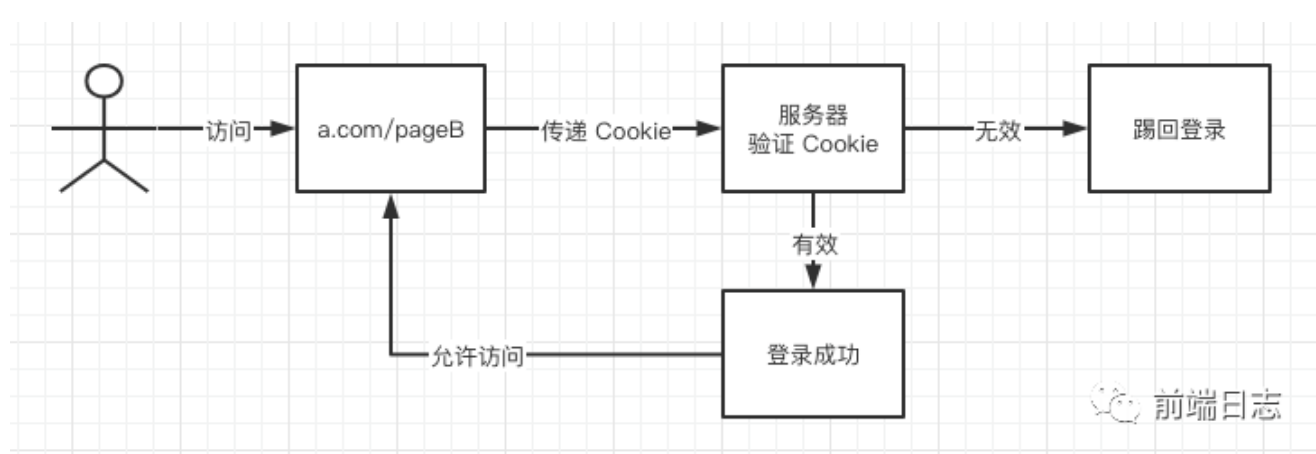 访问
a.com/pageB
传递 Cookie
服务器
验证 Cookie
无效
踢回登录
有效
允许访问
登录成功
前端日志